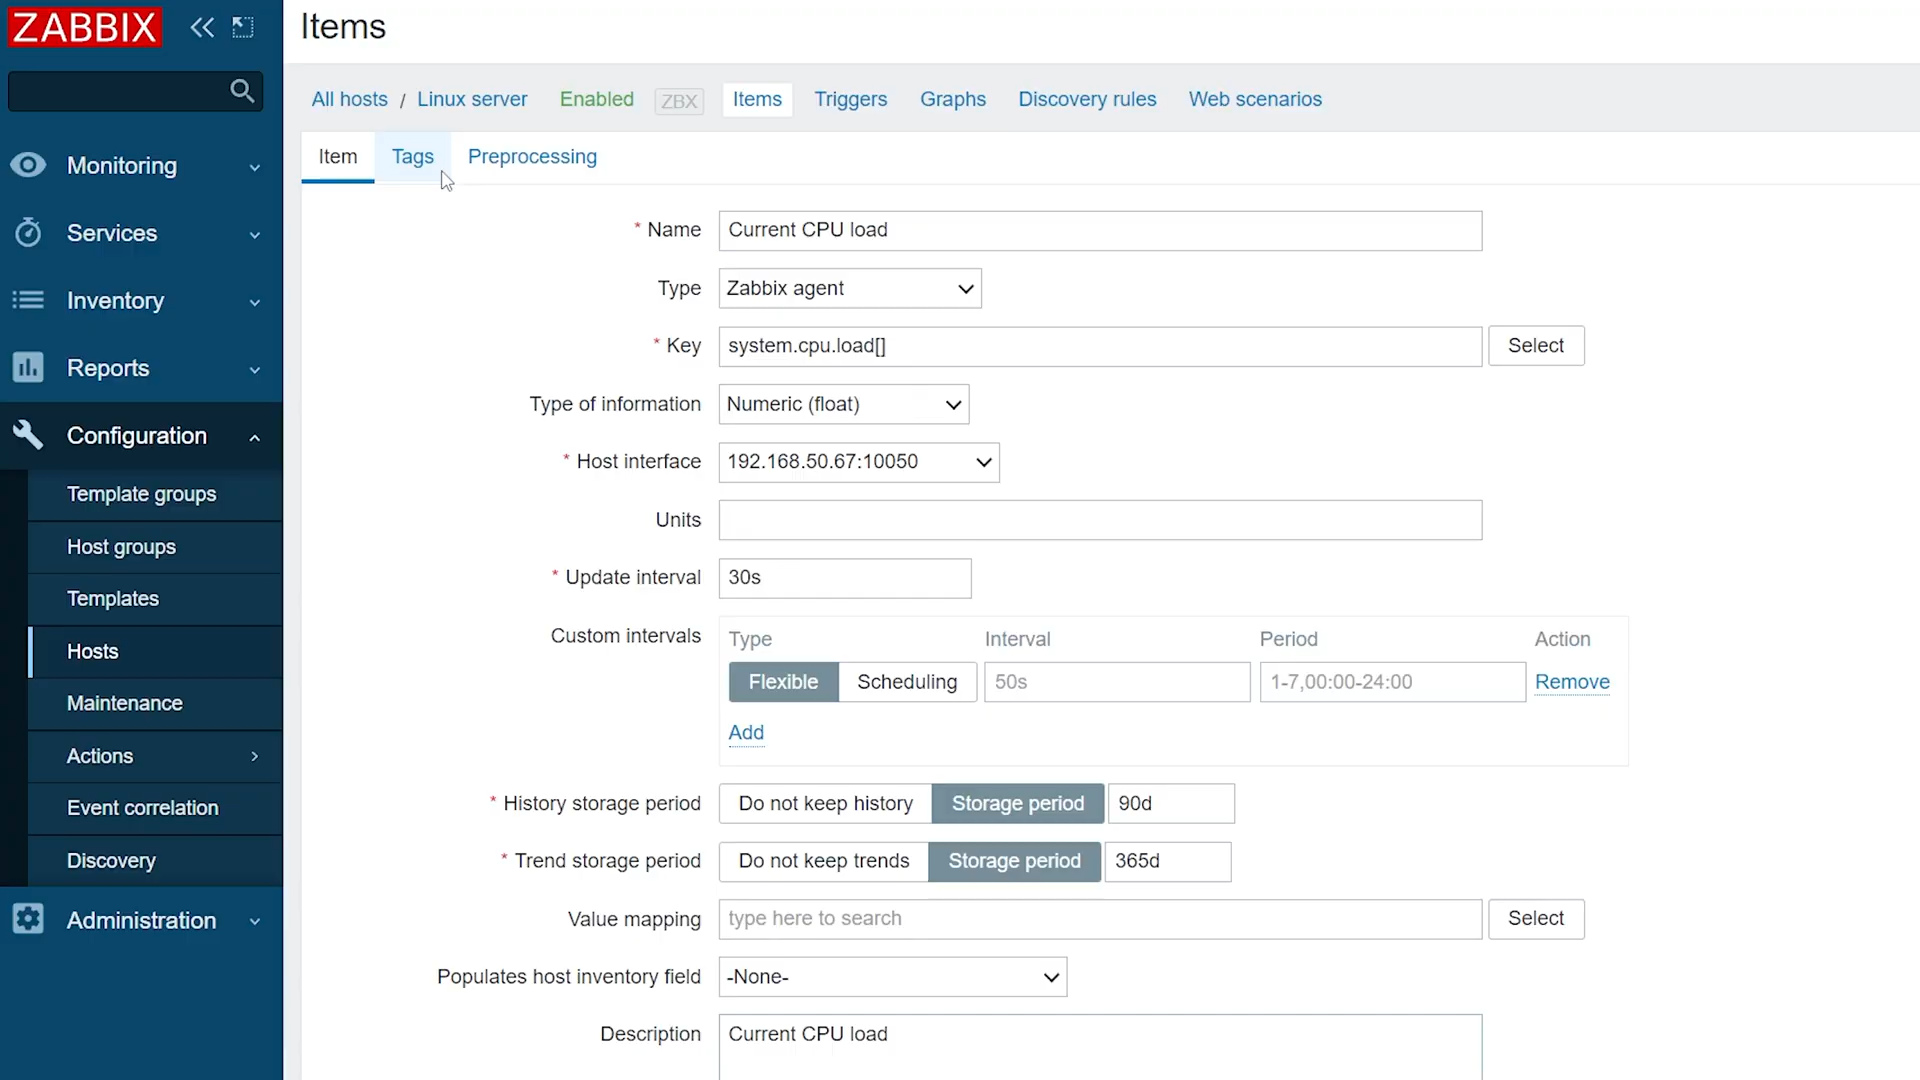 ZABBIX
Monitoring
Services
Inventory
Reports
Configuration
Template groups
Host groups
Templates
Hosts
Maintenance
Actions
Event correlation
Discovery
Administration
Items
All hosts / Linux server Enabled ZBX Items Triggers Graphs Discovery rules Web scenarios
Item Tags Preprocessing
* Name Current CPU load
Type Zabbix agent
* Key system.cpu.load[] Select
Type of information Numeric (float)
* Host interface 192.168.50.67:10050
Units
* Update interval 30s
Custom intervals Type Interval Period Action
Flexible Scheduling 50s 1-7,00:00-24:00 Remove
Add
* History storage period Do not keep history Storage period 90d
* Trend storage period Do not keep trends Storage period 365d
Value mapping type here to search Select
Populates host inventory field -None-
Description Current CPU load